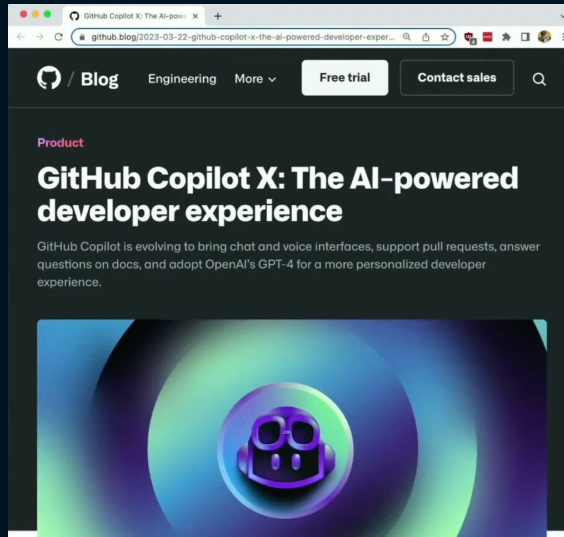 GitHub Copilot X: The AI-pow
github.blog/2023-03-22-github-copilot-x-the-ai-powered-developer-exper...
/ Blog Engineering More Free trial Contact sales
Product
GitHub Copilot X: The AI-powered
developer experience
GitHub Copilot is evolving to bring chat and voice interfaces, support pull requests, answer
questions on docs, and adopt OpenAI's GPT-4 for a more personalized developer
experience.